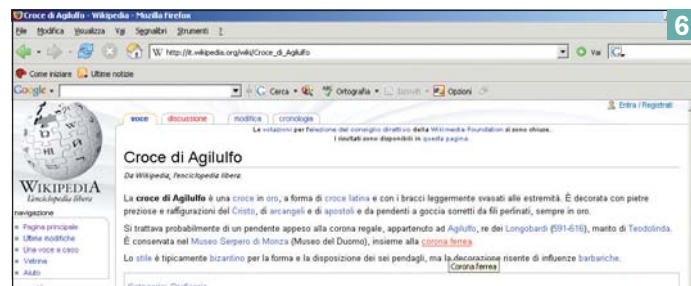 Croce di Agilulfo - Wikipedia - Mozilla Firefox
6
File Modifica Visualizza Vai Segnalibri Strumenti ?
W http://it.wikipedia.org/wiki/Croce_di_Agilulfo Vai G
Come iniziare Ultime notizie
Google Cerca Ortografia Opzioni
Entra / Registrati
voce discussione modifica cronologia
Le votazioni per l'elezione del consiglio direttivo della Wikimedia Foundation si sono chiuse.
I risultati sono disponibili in questa pagina.
Croce di Agilulfo
Da Wikipedia, l'enciclopedia libera.
WIKIPEDIA
L'enciclopedia libera
navigazione
Pagina principale
Ultime modifiche
Una voce a caso
Vetrina
Aiuto
La croce di Agilulfo è una croce in oro, a forma di croce latina e con i bracci leggermente svasati alle estremità. È decorata con pietre
preziose e raffigurazioni del Cristo, di arcangeli e di apostoli e da pendenti a goccia sorretti da fili perlinati, sempre in oro.
Si trattava probabilmente di un pendente appeso alla corona regale, appartenuto ad Agilulfo, re dei Longobardi (591-616), marito di Teodolinda.
È conservata nel Museo Serpero di Monza (Museo del Duomo), insieme alla corona ferrea.
Lo stile è tipicamente bizantino per la forma e la disposizione dei sei pendagli, ma la decorazione risente di influenze barbariche.
Corona ferrea